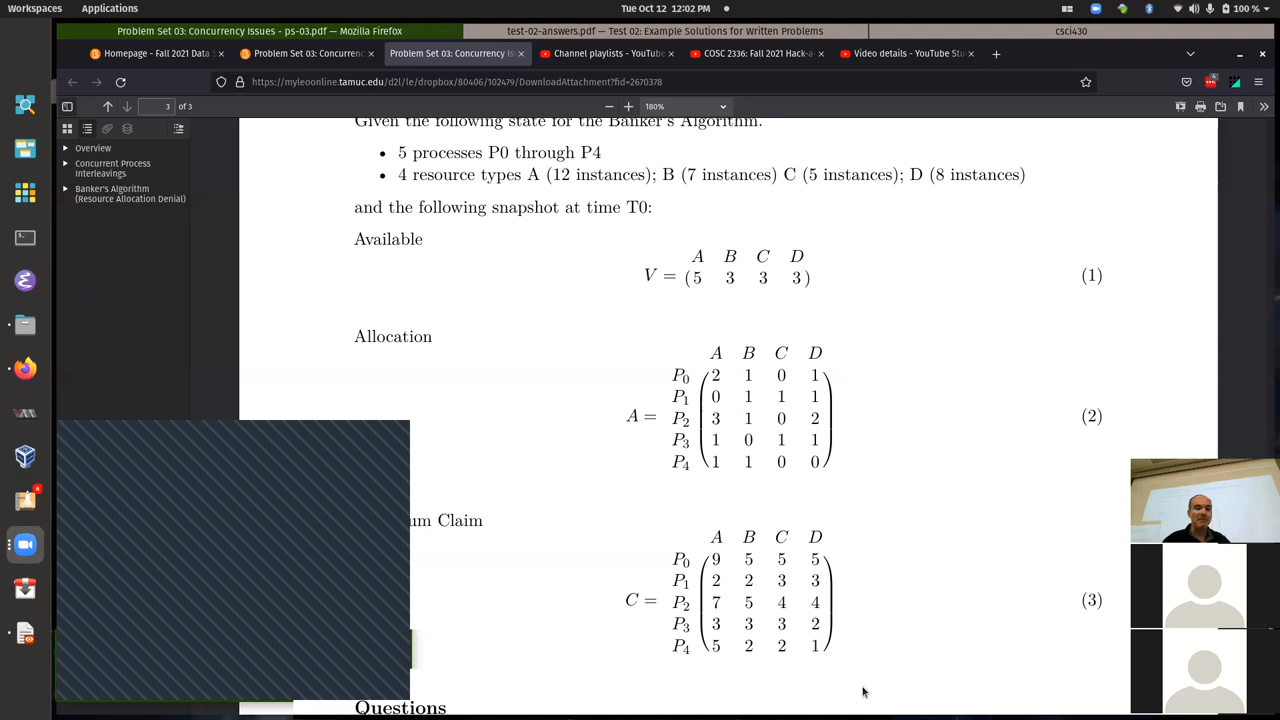 Workspaces Applications Tue Oct 12 12:02 PM 100 %
Problem Set 03: Concurrency Issues - ps-03.pdf — Mozilla Firefox test-02-answers.pdf — Test 02: Example Solutions for Written Problems csci430
Homepage - Fall 2021 Data S Problem Set 03: Concurrenc Problem Set 03: Concurrency Is Channel playlists - YouTube COSC 2336: Fall 2021 Hack-a Video details - YouTube Stu
https://myleoonline.tamuc.edu/d2l/le/dropbox/80406/102479/DownloadAttachment?fid=2670378
3 of 3 180%
Overview
Concurrent Process
Interleavings
Banker's Algorithm
(Resource Allocation Denial)
Given the following state for the Banker's Algorithm.
• 5 processes P0 through P4
• 4 resource types A (12 instances); B (7 instances) C (5 instances); D (8 instances)
and the following snapshot at time T0:
Available
A B C D
V = (5 3 3 3) (1)
Allocation
A B C D
P0 2 1 0 1
P1 0 1 1 1
A = P2 3 1 0 2 (2)
P3 1 0 1 1
P4 1 1 0 0
um Claim
A B C D
P0 9 5 5 5
P1 2 2 3 3
C = P2 7 5 4 4 (3)
P3 3 3 3 2
P4 5 2 2 1
Questions